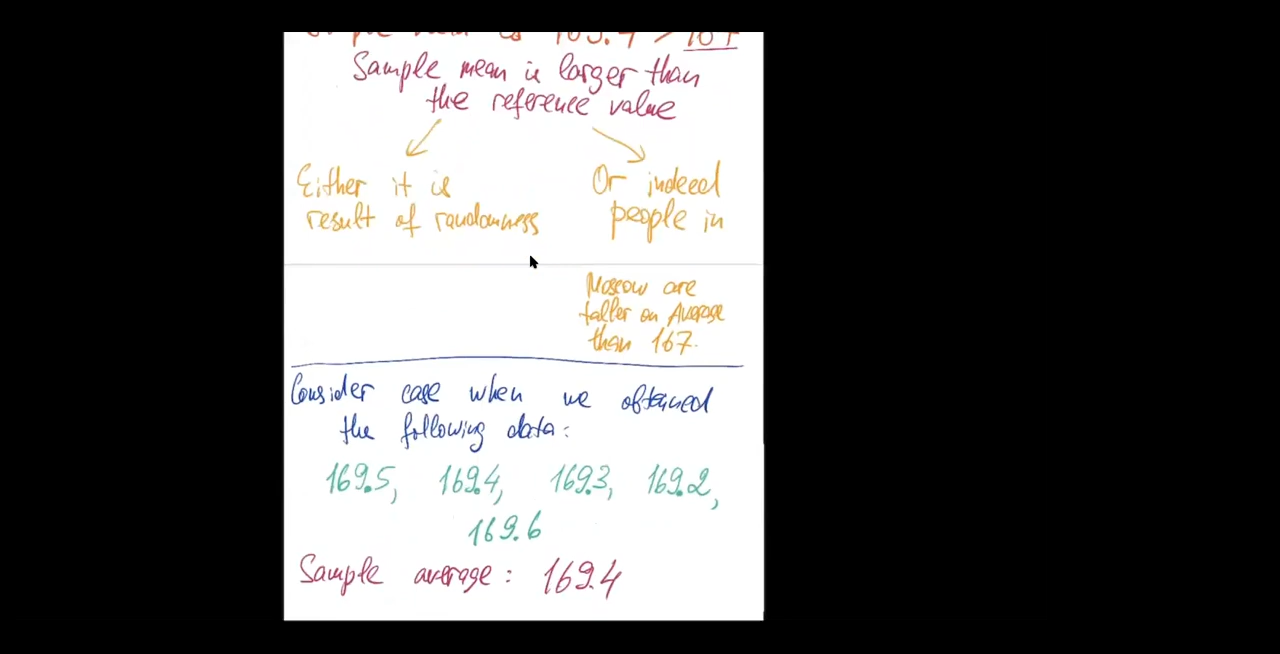 Sample mean is larger than
the reference value
Either it is
result of randomness
Or indeed
people in
Moscow are
taller on Average
than 167.
Consider case when we obtained
the following data:
169.5, 169.4, 169.3, 169.2,
169.6
Sample average: 169.4